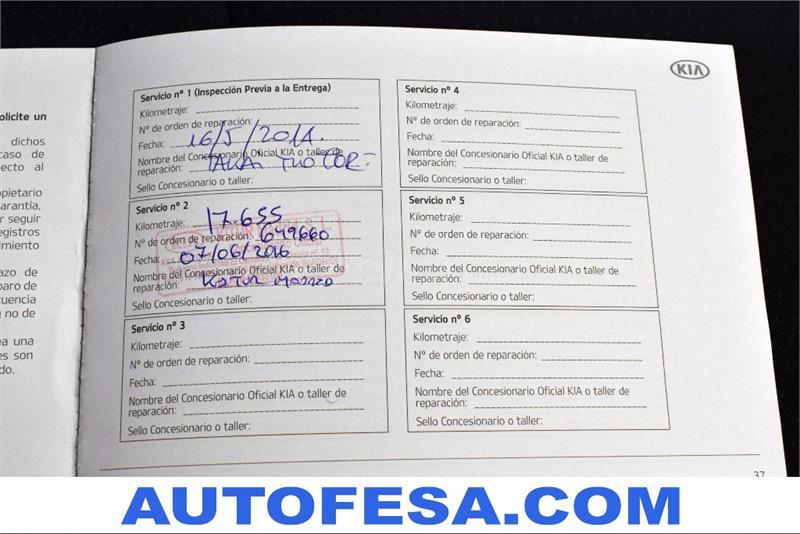 olicite un
dichos
caso de
ecto al
opietario
arantía,
r seguir
egistros
imiento
azo de
paro de
cuencia
y no de
ea una
es son
do.
KIA
Servicio nº 1 (Inspección Previa a la Entrega)
Kilometraje:
Nº de orden de reparación:
Fecha: 16/5/2014.
Nombre del Concesionario Oficial KIA o taller de
reparación:
Sello Concesionario o taller:
Servicio nº 2
Kilometraje: 17.655
Nº de orden de reparación: 649660
Fecha: 07/06/2016
Nombre del Concesionario Oficial KIA o taller de
reparación:
Sello Concesionario o taller:
Servicio nº 3
Kilometraje:
Nº de orden de reparación:
Fecha:
Nombre del Concesionario Oficial KIA o taller de
reparación:
Sello Concesionario o taller:
Servicio nº 4
Kilometraje:
Nº de orden de reparación:
Fecha:
Nombre del Concesionario Oficial KIA o taller de
reparación:
Sello Concesionario o taller:
Servicio nº 5
Kilometraje:
Nº de orden de reparación:
Fecha:
Nombre del Concesionario Oficial KIA o taller de
reparación:
Sello Concesionario o taller:
Servicio nº 6
Kilometraje:
Nº de orden de reparación:
Fecha:
Nombre del Concesionario Oficial KIA o taller de
reparación:
Sello Concesionario o taller:
37
AUTOFESA.COM